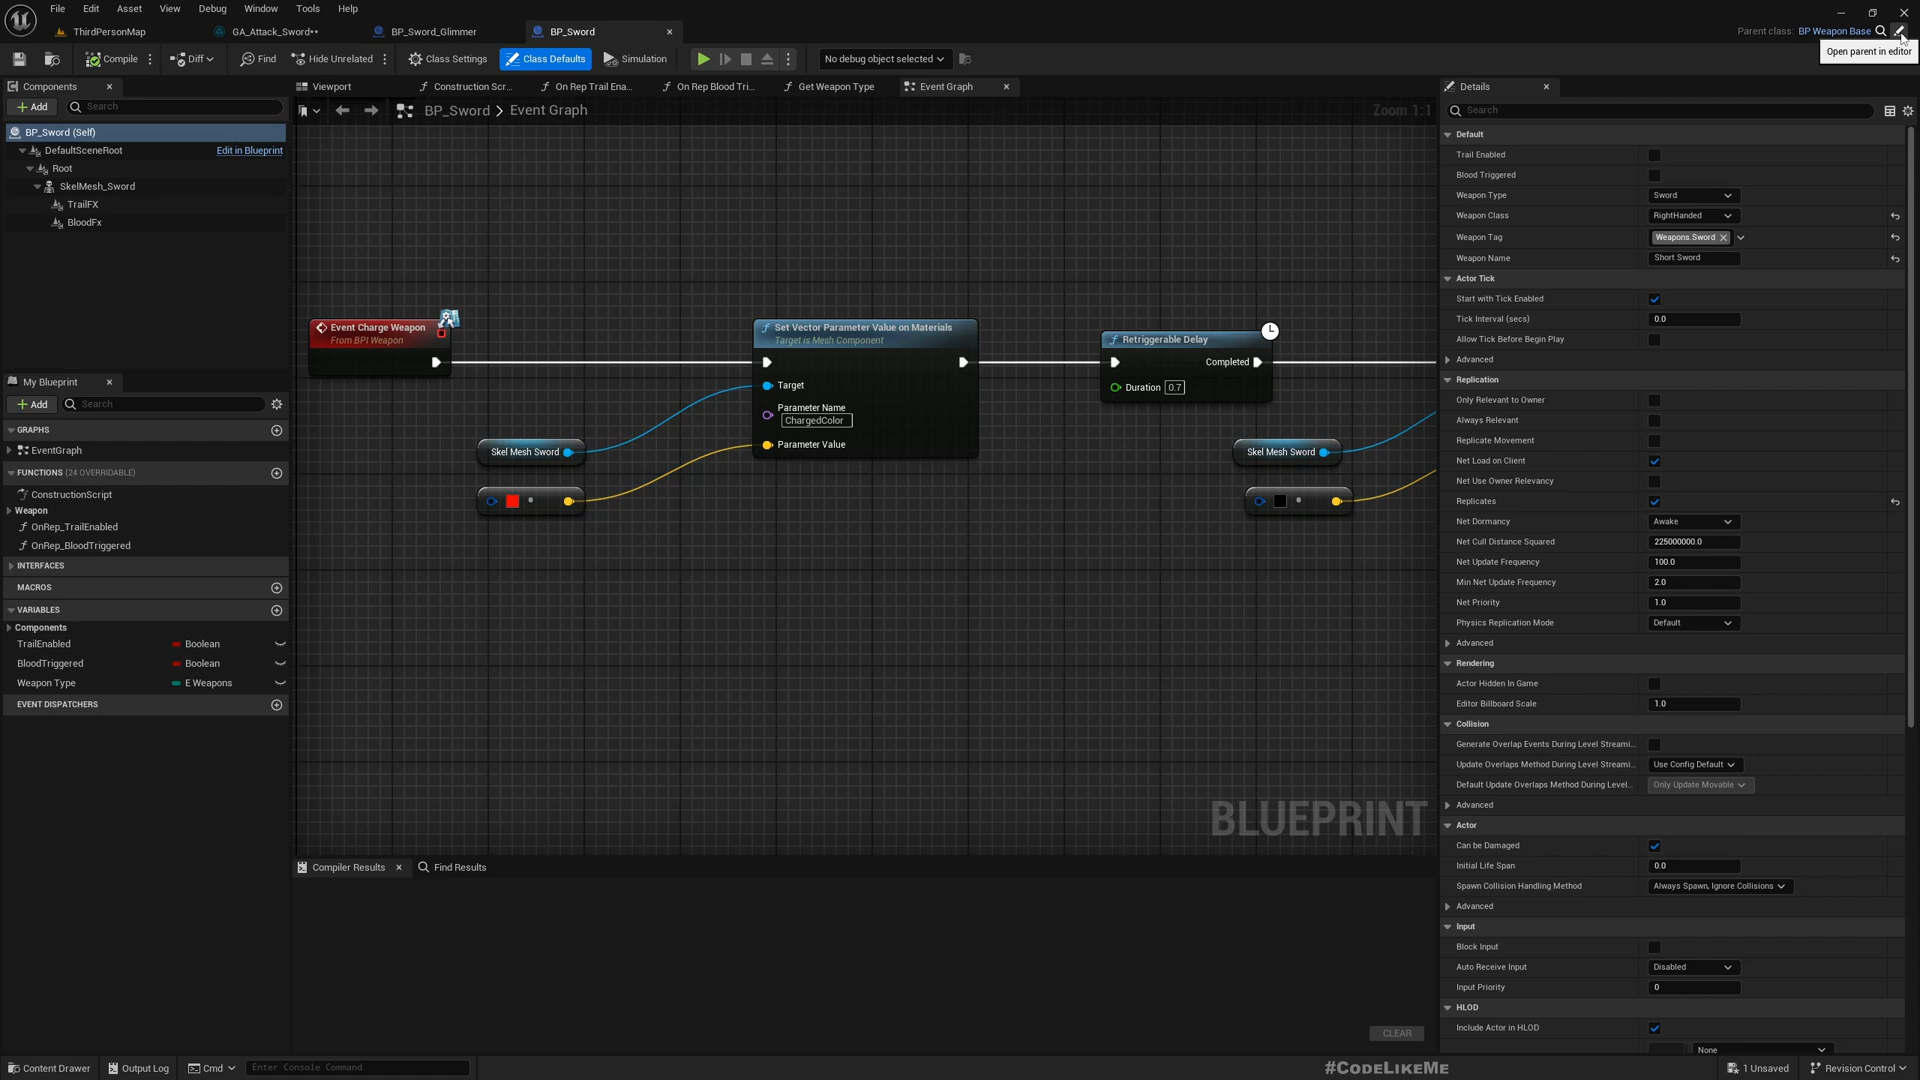 File Edit Asset View Debug Window Tools Help
ThirdPersonMap GA_Attack_Sword** BP_Sword_Glimmer BP_Sword
Parent class: BP Weapon Base
Open parent in editor
Compile Diff Find Hide Unrelated Class Settings Class Defaults Simulation No debug object selected
Components
Add Search
BP_Sword (Self)
DefaultSceneRoot Edit in Blueprint
Root
SkelMesh_Sword
TrailFX
BloodFx
My Blueprint
Add Search
GRAPHS
EventGraph
FUNCTIONS (24 OVERRIDABLE)
ConstructionScript
Weapon
OnRep_TrailEnabled
OnRep_BloodTriggered
INTERFACES
MACROS
VARIABLES
Components
TrailEnabled Boolean
BloodTriggered Boolean
Weapon Type E Weapons
EVENT DISPATCHERS
Viewport Construction Scr... On Rep Trail Ena... On Rep Blood Tri... Get Weapon Type Event Graph
BP_Sword > Event Graph Zoom 1:1
Event Charge Weapon
From BPI Weapon
Set Vector Parameter Value on Materials
Target is Mesh Component
Target
Parameter Name
ChargedColor
Parameter Value
Retriggerable Delay
Completed
Duration 0.7
Skel Mesh Sword
Skel Mesh Sword
BLUEPRINT
Compiler Results Find Results
CLEAR
Details
Search
Default
Trail Enabled
Blood Triggered
Weapon Type Sword
Weapon Class RightHanded
Weapon Tag Weapons.Sword
Weapon Name Short Sword
Actor Tick
Start with Tick Enabled
Tick Interval (secs) 0.0
Allow Tick Before Begin Play
Advanced
Replication
Only Relevant to Owner
Always Relevant
Replicate Movement
Net Load on Client
Net Use Owner Relevancy
Replicates
Net Dormancy Awake
Net Cull Distance Squared 225000000.0
Net Update Frequency 100.0
Min Net Update Frequency 2.0
Net Priority 1.0
Physics Replication Mode Default
Advanced
Rendering
Actor Hidden In Game
Editor Billboard Scale 1.0
Collision
Generate Overlap Events During Level Streami...
Update Overlaps Method During Level Streami... Use Config Default
Default Update Overlaps Method During Level... Only Update Movable
Advanced
Actor
Can be Damaged
Initial Life Span 0.0
Spawn Collision Handling Method Always Spawn, Ignore Collisions
Advanced
Input
Block Input
Auto Receive Input Disabled
Input Priority 0
HLOD
Include Actor in HLOD
None
Content Drawer Output Log Cmd Enter Console Command #CODELIKEME 1 Unsaved Revision Control